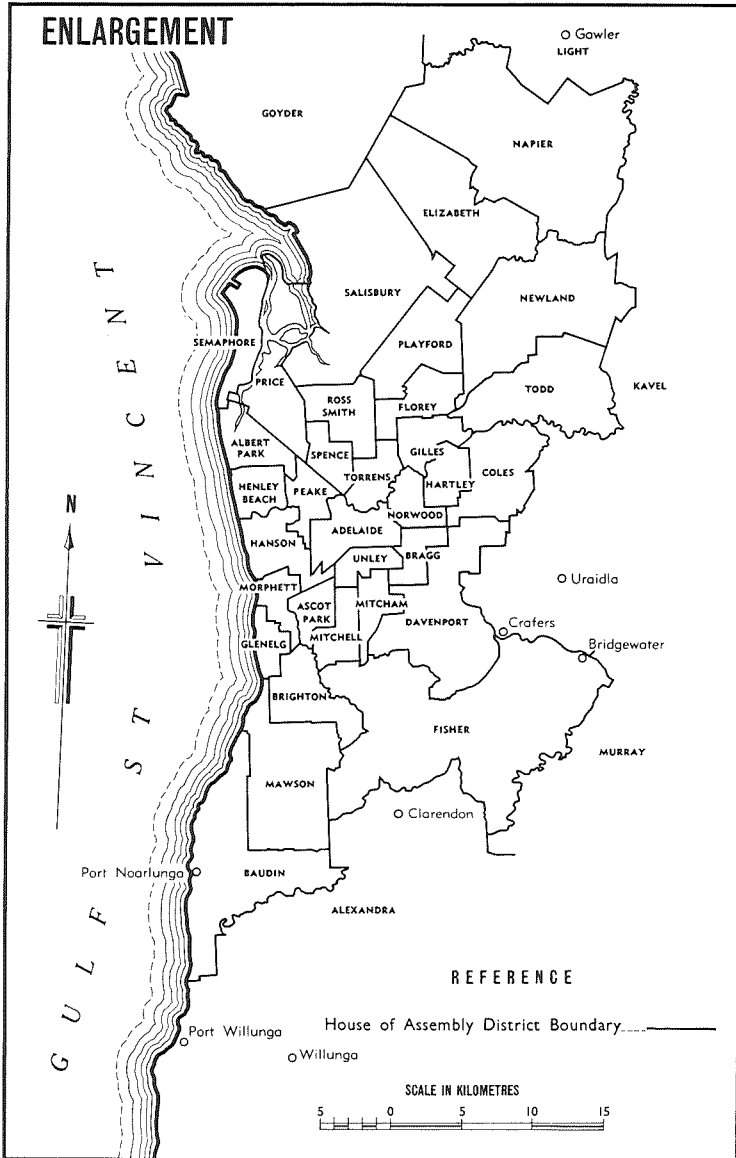 ENLARGEMENT
Gawler
LIGHT
GOYDER
NAPIER
ELIZABETH
SALISBURY
NEWLAND
SEMAPHORE
PLAYFORD
PRICE
TODD
KAVEL
ROSS
SMITH
FLOREY
ALBERT
PARK
SPENCE
GILLES
TORRENS
COLES
HENLEY
BEACH
PEAKE
HARTLEY
NORWOOD
ADELAIDE
HANSON
UNLEY
BRAGG
MORPHETT
Uraidla
ASCOT
PARK
MITCHAM
DAVENPORT
MITCHELL
GLENELG
Crafers
Bridgewater
BRIGHTON
FISHER
MURRAY
MAWSON
Clarendon
Port Noarlunga
BAUDIN
ALEXANDRA
GULF ST VINCENT
N
REFERENCE
House of Assembly District Boundary
Port Willunga
Willunga
SCALE IN KILOMETRES
5 0 5 10 15